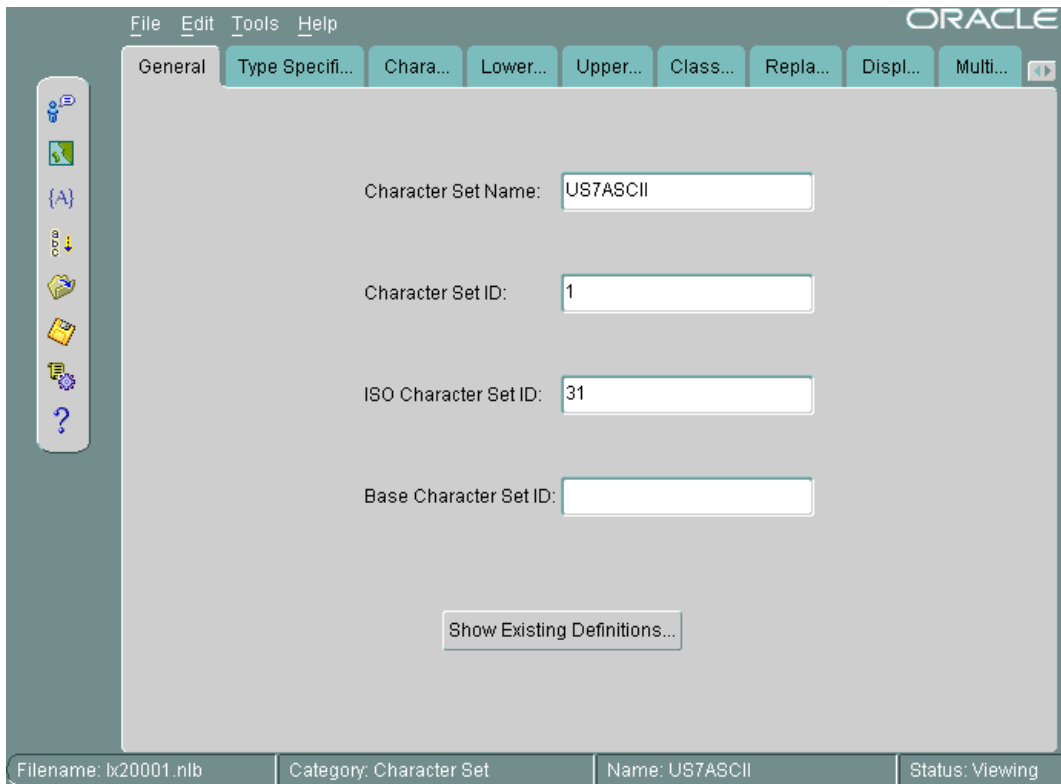 File Edit Tools Help
ORACLE
General Type Specifi... Chara... Lower... Upper... Class... Repla... Displ... Multi...
{A}
a
b
c
?
Character Set Name: US7ASCII
Character Set ID: 1
ISO Character Set ID: 31
Base Character Set ID:
Show Existing Definitions...
Filename: lx20001.nlb Category: Character Set Name: US7ASCII Status: Viewing